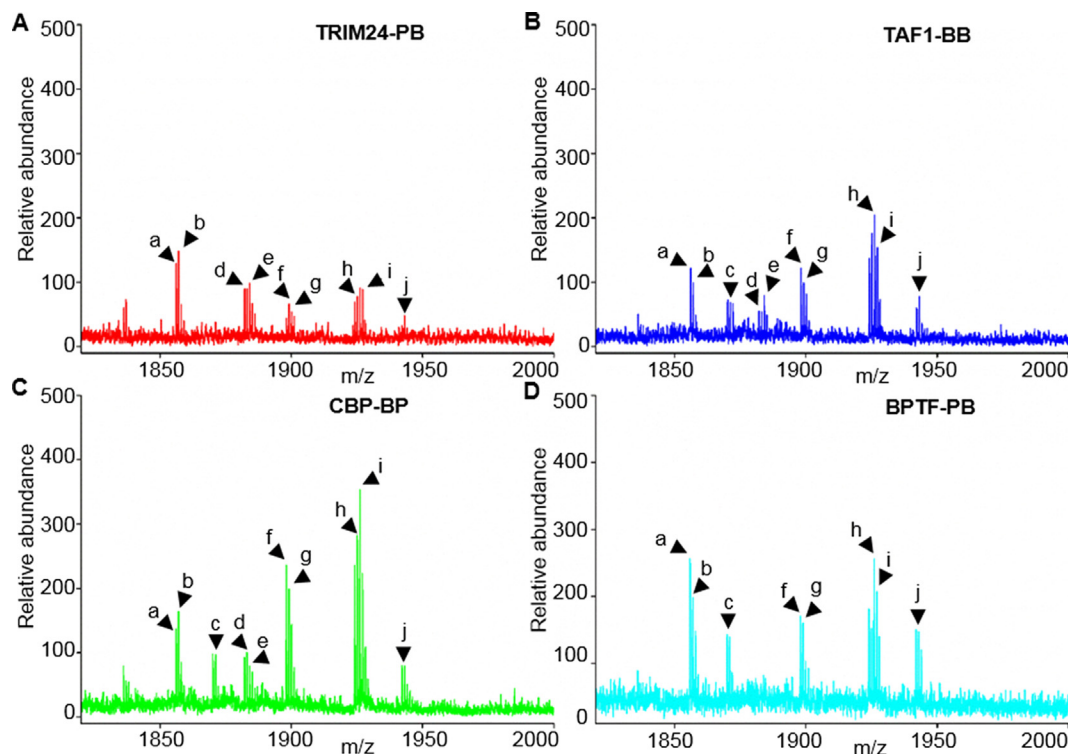 A
TRIM24-PB
Relative abundance
500
400
300
200
100
0
a
b
d
e
f
g
h
i
j
1850
1900
1950
2000
m/z
B
TAF1-BB
Relative abundance
500
400
300
200
100
0
a
b
c
d
e
f
g
h
i
j
1850
1900
1950
2000
m/z
C
CBP-BP
Relative abundance
500
400
300
200
100
0
a
b
c
d
e
f
g
h
i
j
1850
1900
1950
2000
m/z
D
BPTF-PB
Relative abundance
500
400
300
200
100
0
a
b
c
f
g
h
i
j
1850
1900
1950
2000
m/z